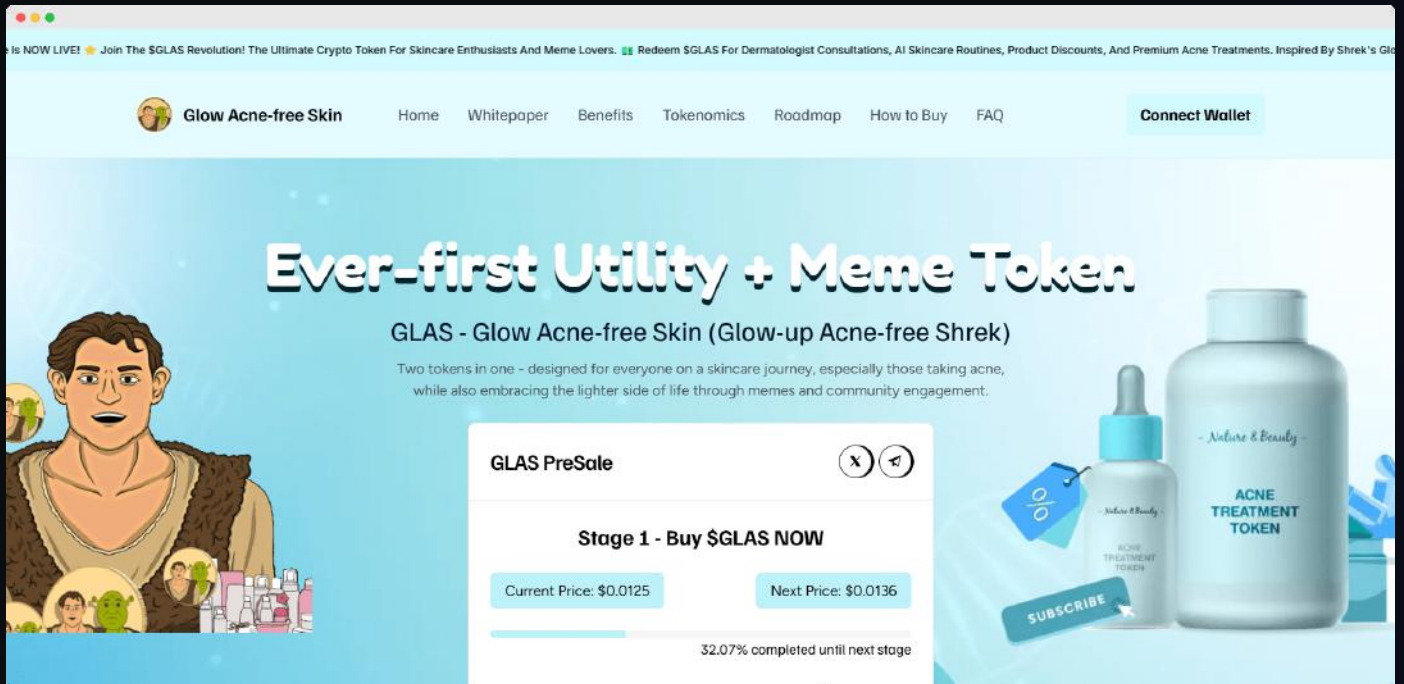 Is NOW LIVE! ⭐ Join The $GLAS Revolution! The Ultimate Crypto Token For Skincare Enthusiasts And Meme Lovers. 💵 Redeem $GLAS For Dermatologist Consultations, AI Skincare Routines, Product Discounts, And Premium Acne Treatments. Inspired By Shrek's
Glow Acne-free Skin Home Whitepaper Benefits Tokenomics Roadmap How to Buy FAQ Connect Wallet
Ever-first Utility + Meme Token
GLAS - Glow Acne-free Skin (Glow-up Acne-free Shrek)
Two tokens in one - designed for everyone on a skincare journey, especially those taking acne,
while also embracing the lighter side of life through memes and community engagement.
GLAS PreSale
Stage 1 - Buy $GLAS NOW
Current Price: $0.0125 Next Price: $0.0136
32.07% completed until next stage
%
- Nature & Beauty -
ACNE
TREATMENT
TOKEN
- Nature & Beauty -
ACNE
TREATMENT
TOKEN
SUBSCRIBE